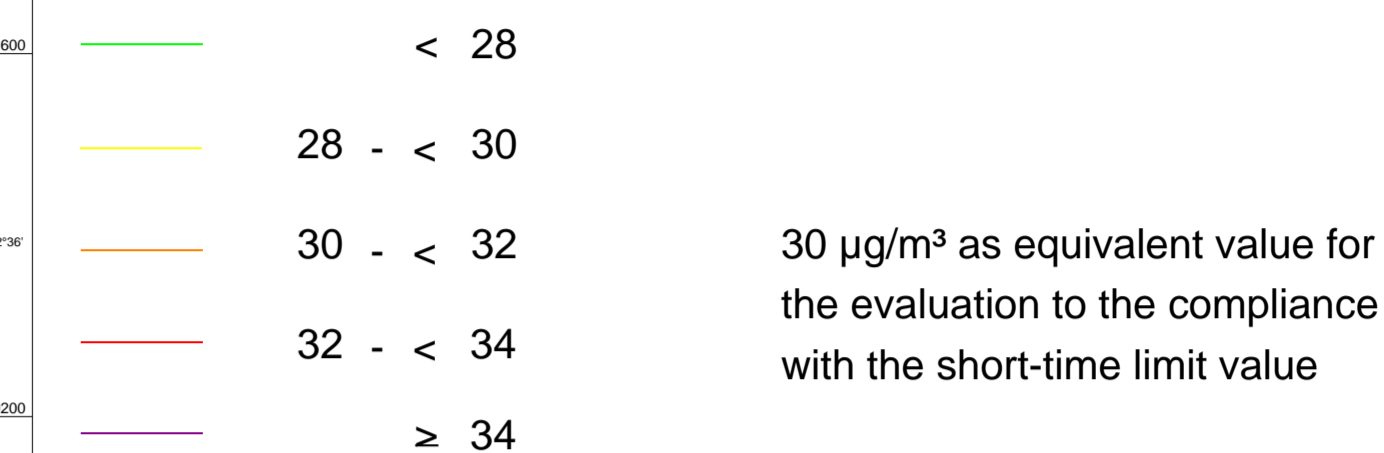 600
< 28
28 - < 30
2°36'
30 - < 32
30 µg/m³ as equivalent value for
the evaluation to the compliance
32 - < 34
with the short-time limit value
200
≥ 34